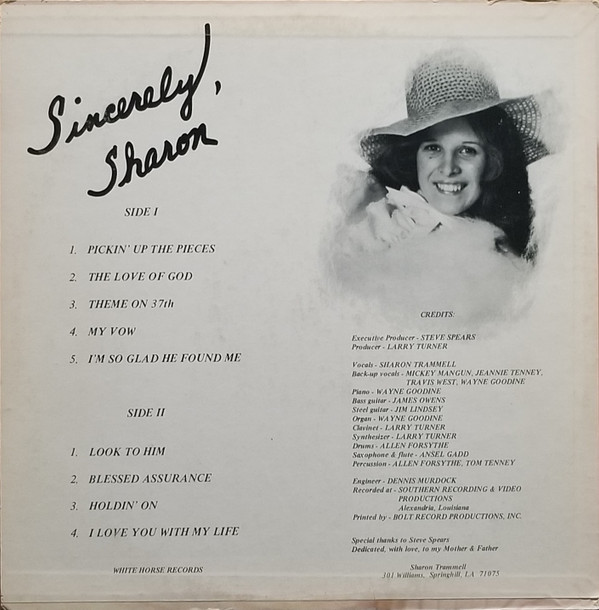 Sincerely,
Sharon
SIDE I
1. PICKIN' UP THE PIECES
2. THE LOVE OF GOD
3. THEME ON 37th
4. MY VOW
5. I'M SO GLAD HE FOUND ME
SIDE II
1. LOOK TO HIM
2. BLESSED ASSURANCE
3. HOLDIN' ON
4. I LOVE YOU WITH MY LIFE
WHITE HORSE RECORDS
CREDITS:
Executive Producer - STEVE SPEARS
Producer - LARRY TURNER
Vocals - SHARON TRAMMELL
Back-up vocals - MICKEY MANGUN, JEANNIE TENNEY,
TRAVIS WEST, WAYNE GOODINE
Piano - WAYNE GOODINE
Bass guitar - JAMES OWENS
Steel guitar - JIM LINDSEY
Organ - WAYNE GOODINE
Clavinet - LARRY TURNER
Synthesizer - LARRY TURNER
Drums - ALLEN FORSYTHE
Saxophone & flute - ANSEL GADD
Percussion - ALLEN FORSYTHE, TOM TENNEY
Engineer - DENNIS MURDOCK
Recorded at - SOUTHERN RECORDING & VIDEO
PRODUCTIONS
Alexandria, Louisiana
Printed by - BOLT RECORD PRODUCTIONS, INC.
Special thanks to Steve Spears
Dedicated, with love, to my Mother & Father
Sharon Trammell
301 Williams, Springhill, LA 71075